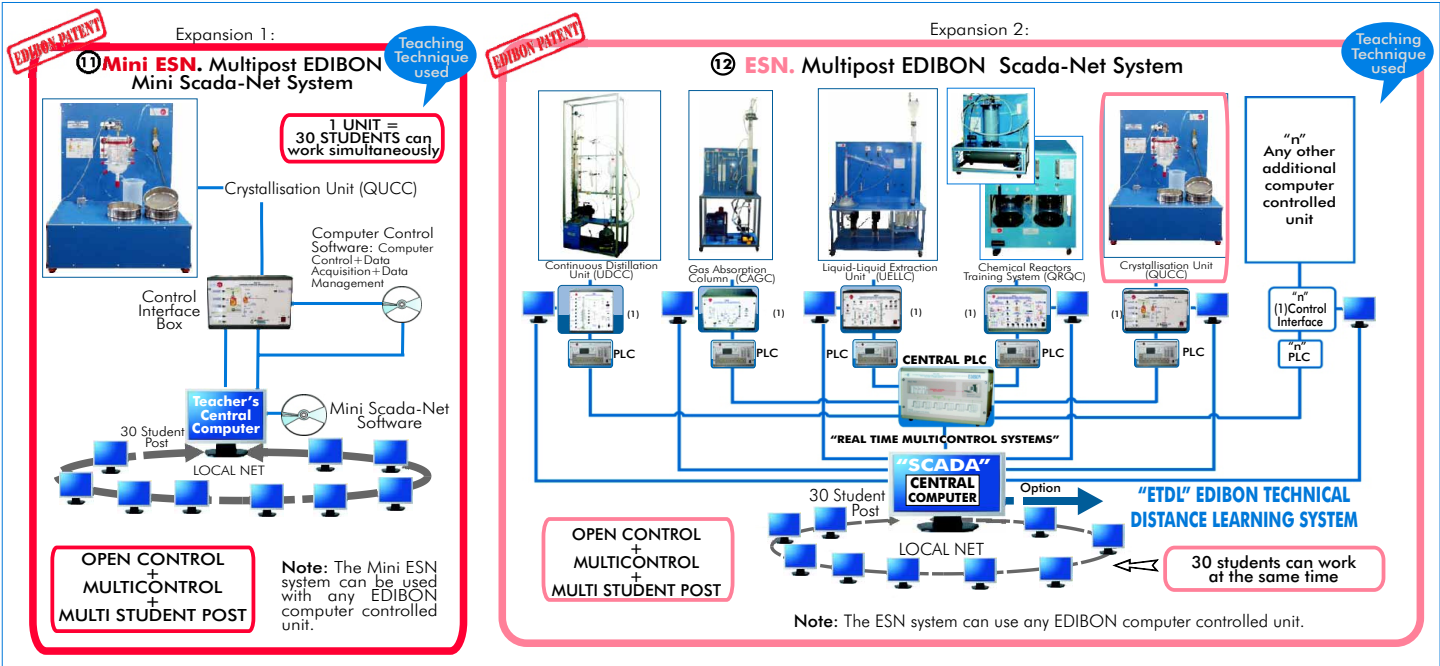 Expansion 1:
EDIBON PATENT
Teaching
Technique
used
11 Mini ESN. Multipost EDIBON
Mini Scada-Net System
1 UNIT =
30 STUDENTS can
work simultaneously
Crystallisation Unit (QUCC)
Computer Control
Software: Computer
Control+Data
Acquisition+Data
Management
Control
Interface
Box
Teacher's
Central
Computer
Mini Scada-Net
Software
30 Student
Post
LOCAL NET
OPEN CONTROL
+
MULTICONTROL
+
MULTI STUDENT POST
Note: The Mini ESN
system can be used
with any EDIBON
computer controlled
unit.
Expansion 2:
EDIBON PATENT
Teaching
Technique
used
12 ESN. Multipost EDIBON Scada-Net System
Continuous Distillation
Unit (UDCC)
Gas Absorption
Column (CAGC)
Liquid-Liquid Extraction
Unit (UELLC)
Chemical Reactors
Training System (QRQC)
Crystallisation Unit
(QUCC)
"n"
Any other
additional
computer
controlled
unit
(1)
(1)
(1)
(1)
(1)
"n"
(1)Control
Interface
PLC
PLC
PLC
PLC
PLC
"n"
PLC
CENTRAL PLC
"REAL TIME MULTICONTROL SYSTEMS"
"SCADA"
CENTRAL
COMPUTER
Option
"ETDL" EDIBON TECHNICAL
DISTANCE LEARNING SYSTEM
30 Student
Post
LOCAL NET
OPEN CONTROL
+
MULTICONTROL
+
MULTI STUDENT POST
30 students can work
at the same time
Note: The ESN system can use any EDIBON computer controlled unit.